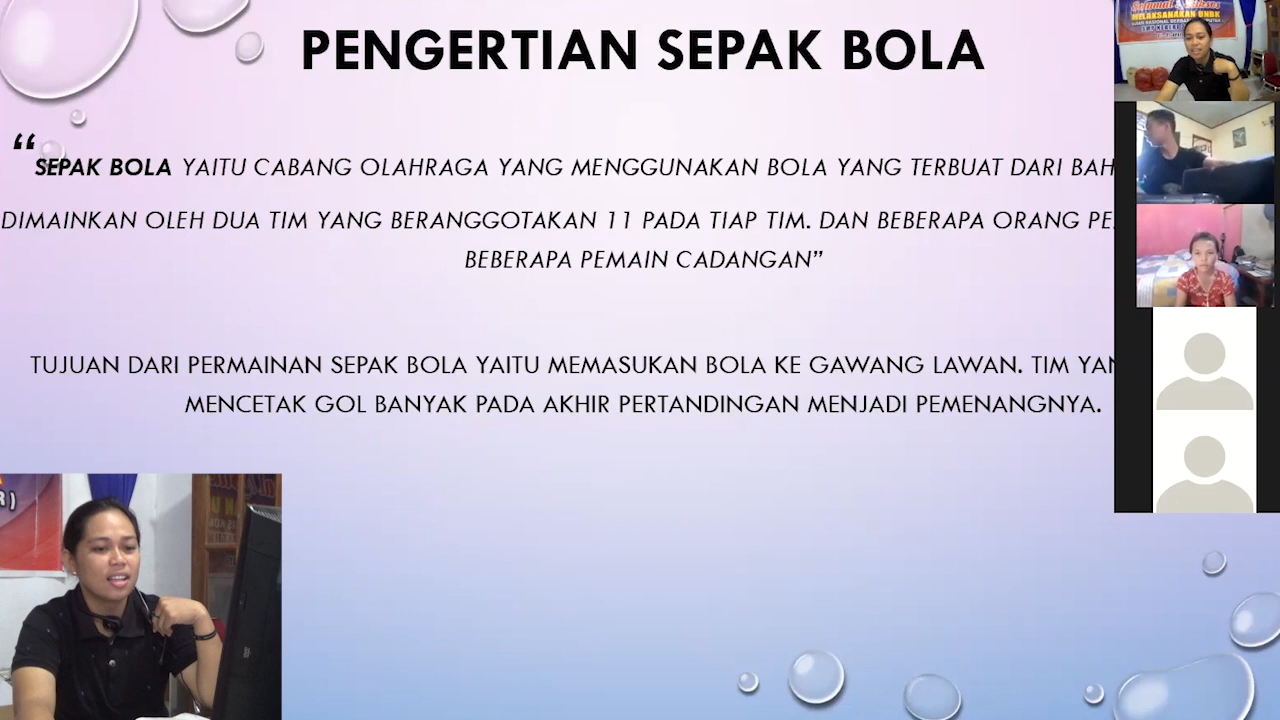 PENGERTIAN SEPAK BOLA
“SEPAK BOLA YAITU CABANG OLAHRAGA YANG MENGGUNAKAN BOLA YANG TERBUAT DARI
DIMAINKAN OLEH DUA TIM YANG BERANGGOTAKAN 11 PADA TIAP TIM. DAN BEBERAPA ORANG
BEBERAPA PEMAIN CADANGAN”
TUJUAN DARI PERMAINAN SEPAK BOLA YAITU MEMASUKAN BOLA KE GAWANG LAWAN. TIM
MENCETAK GOL BANYAK PADA AKHIR PERTANDINGAN MENJADI PEMENANGNYA.
MELAKSANAKAN UNBK